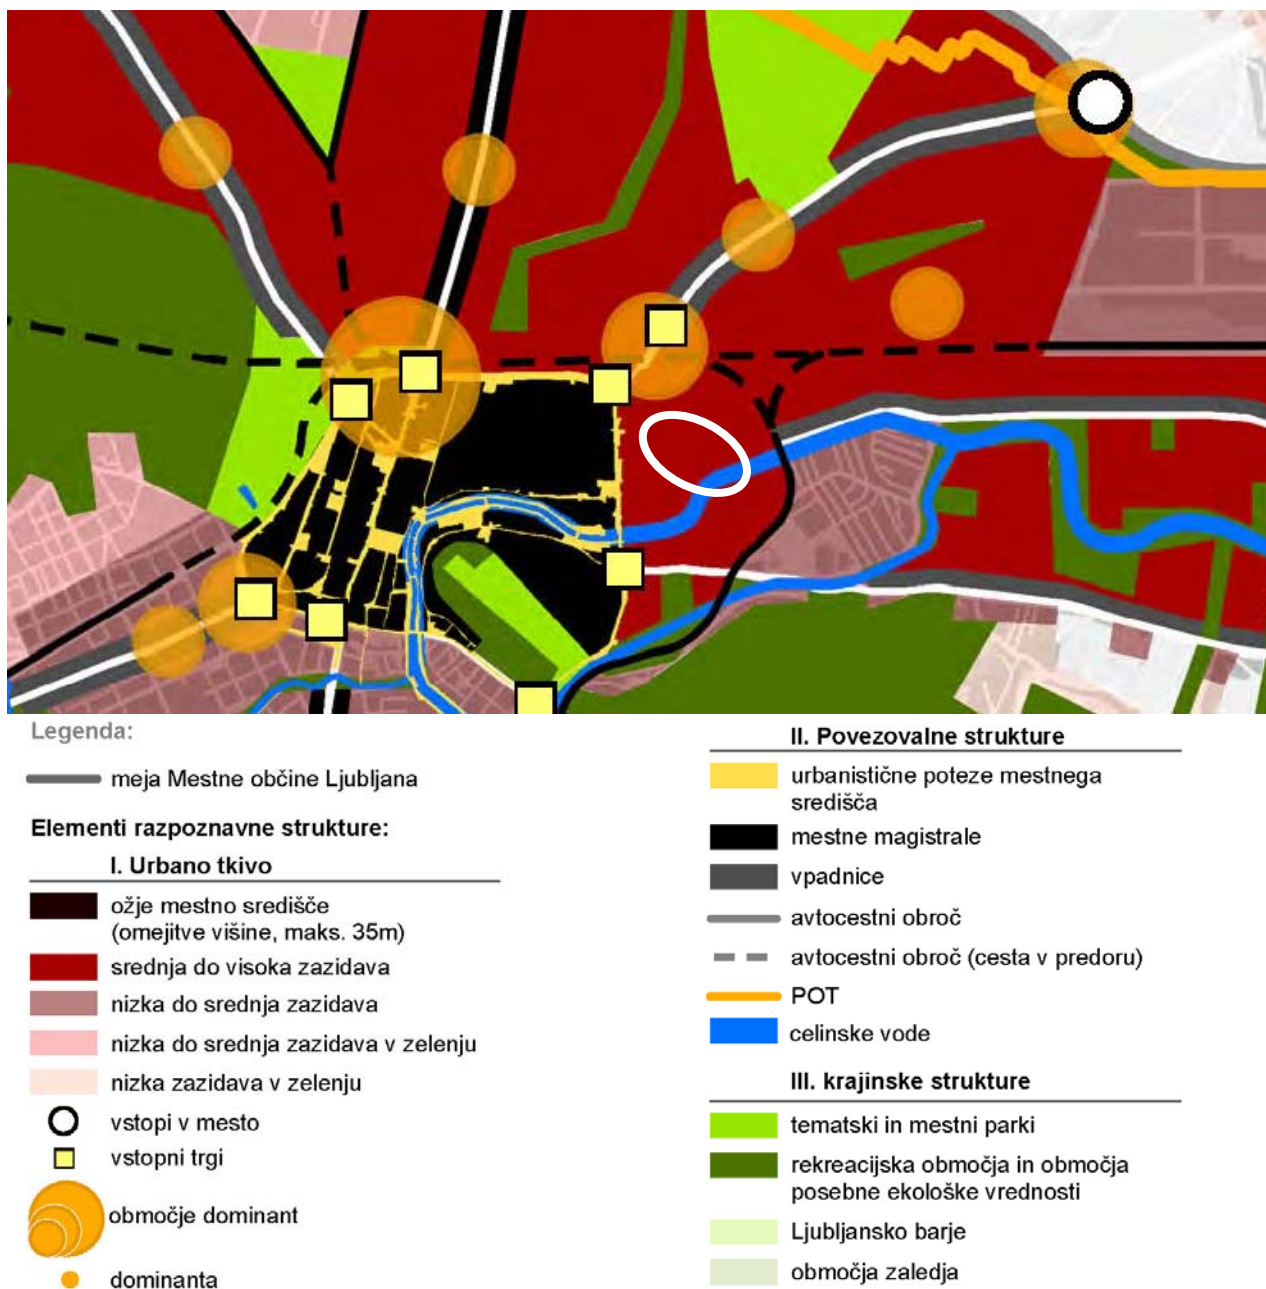 Legenda:
meja Mestne občine Ljubljana
Elementi razpoznavne strukture:
I. Urbano tkivo
ožje mestno središče
(omejitve višine, maks. 35m)
srednja do visoka zazidava
nizka do srednja zazidava
nizka do srednja zazidava v zelenju
nizka zazidava v zelenju
vstopi v mesto
vstopni trgi
območje dominant
dominanta
II. Povezovalne strukture
urbanistične poteze mestnega
središča
mestne magistrale
vpadnice
avtocestni obroč
avtocestni obroč (cesta v predoru)
POT
celinske vode
III. krajinske strukture
tematski in mestni parki
rekreacijska območja in območja
posebne ekološke vrednosti
Ljubljansko barje
območja zaledja